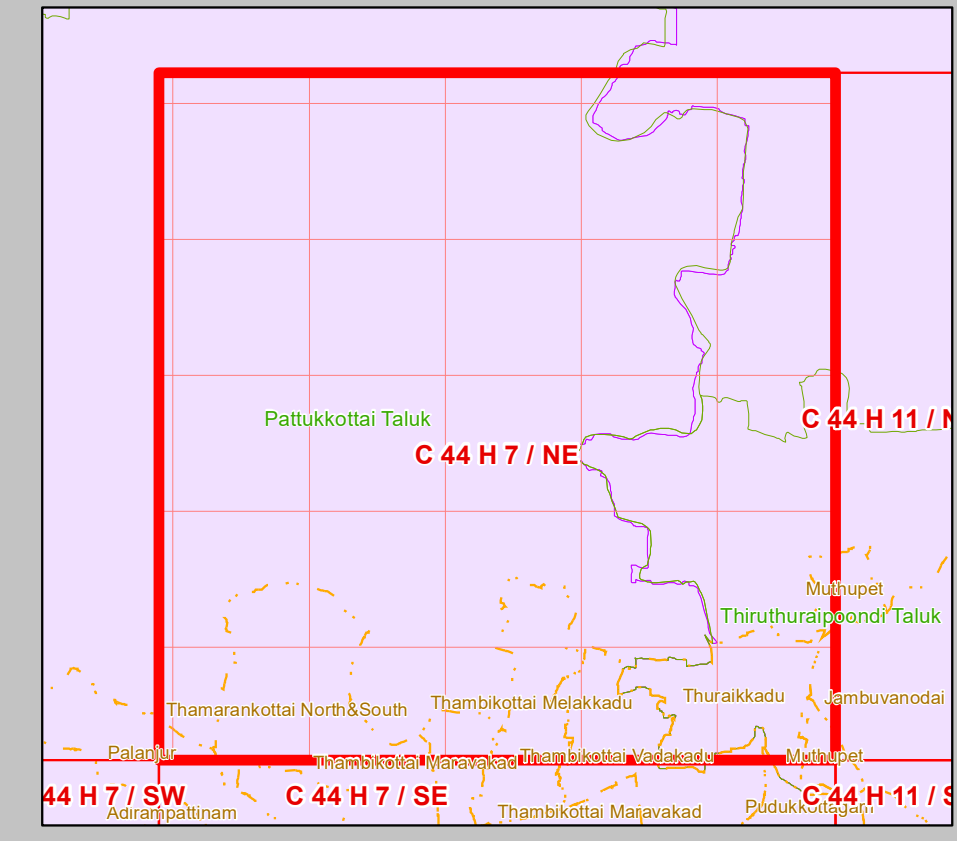 Pattukkottai Taluk
C 44 H 11 / N
C 44 H 7 / NE
Muthupet
Thiruthuraipoondi Taluk
Thuraikkadu
Jambuvanodai
Thambikottai Melakkadu
Thamarankottai North&South
Palanjur
Thambikottai Maravakad
Thambikottai Vadakadu
Muthupet
44 H 7 / SW
C 44 H 7 / SE
C 44 H 11 / S
Adirampattinam
Thambikottai Maravakad
Pudukkottagam